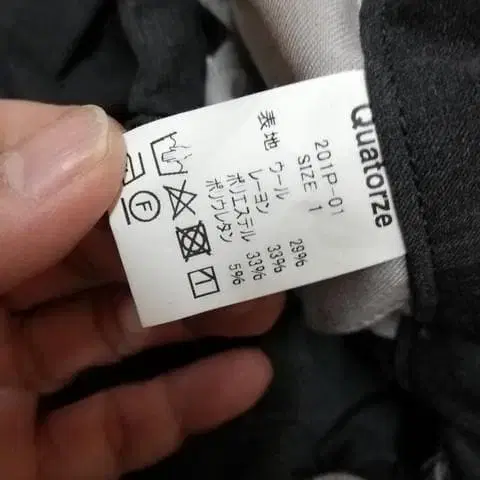 Quatorze
201P-01
SIZE 1
表地 ウール 29%
レーヨン 33%
ポリエステル 33%
ポリウレタン 5%
F